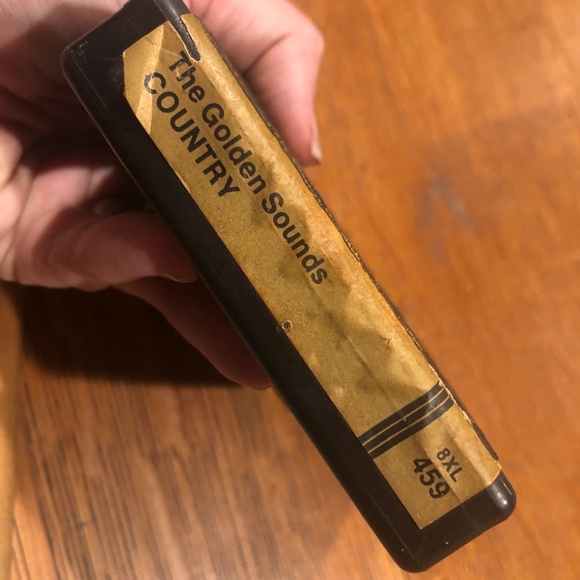 The Golden Sounds
COUNTRY
8XL
459